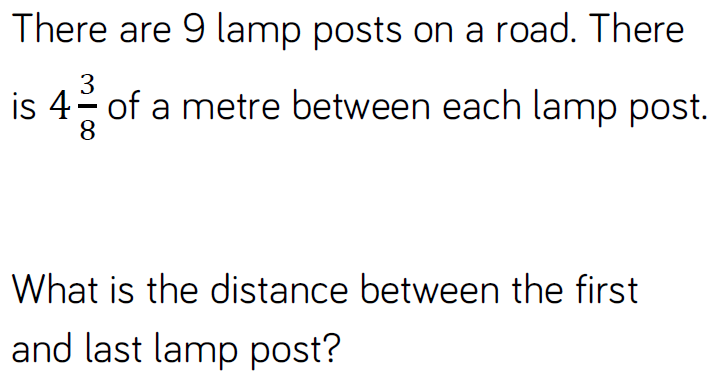 There are 9 lamp posts on a road. There
is 4 3/8 of a metre between each lamp post.
What is the distance between the first
and last lamp post?